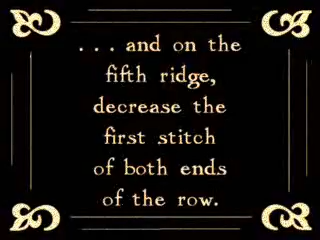 . . . and on the
fifth ridge,
decrease the
first stitch
of both ends
of the row.